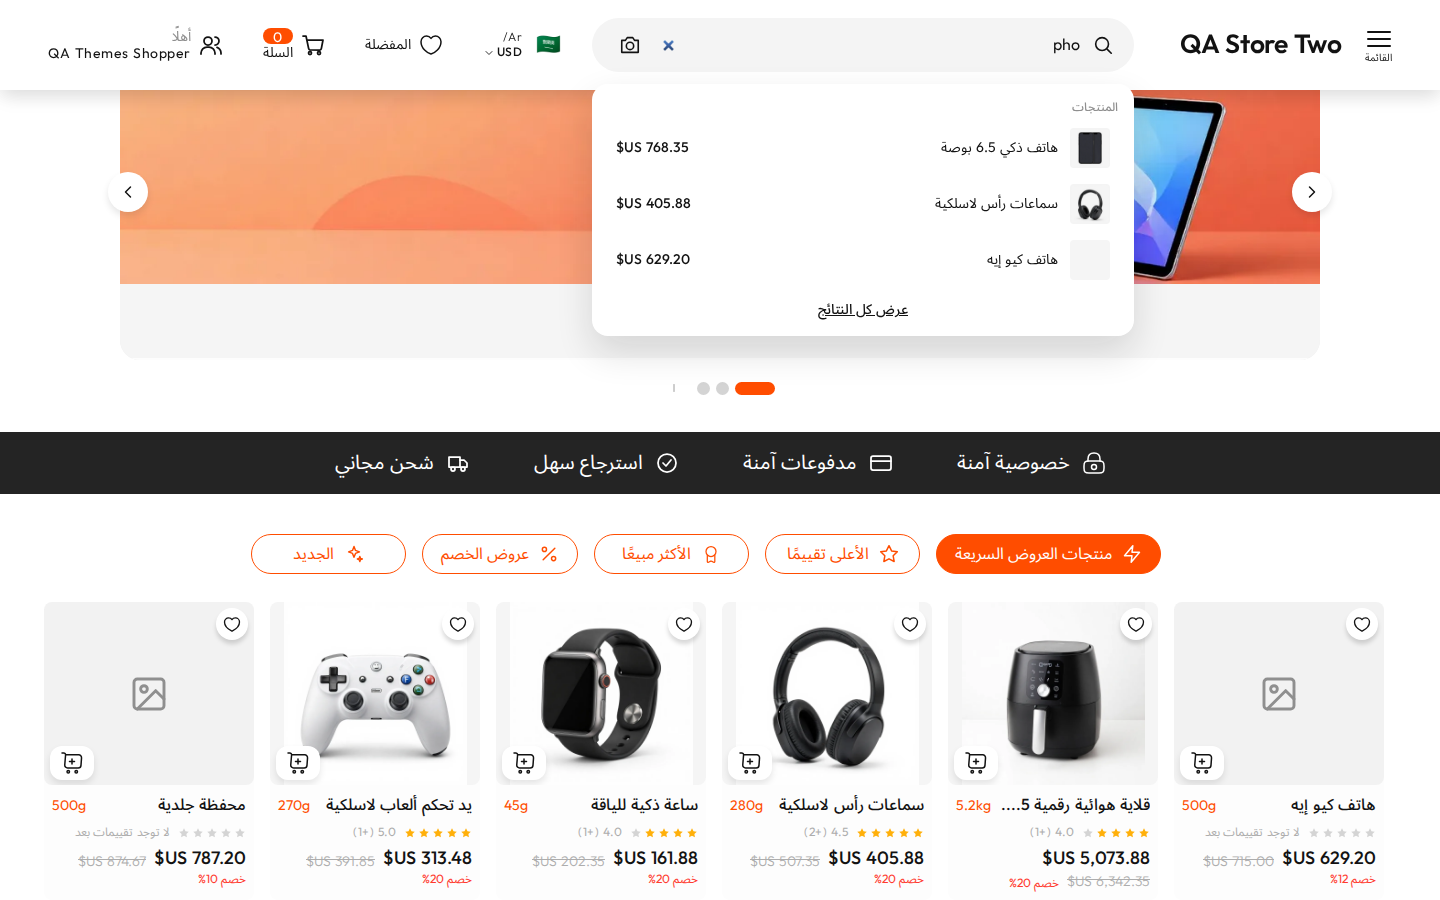 القائمة
QA Store Two
pho
Ar/
USD
المفضلة
0
السلة
أهلًا
QA Themes Shopper
المنتجات
هاتف ذكي 6.5 بوصة
$US 768.35
سماعات رأس لاسلكية
$US 405.88
هاتف كيو إيه
$US 629.20
عرض كل النتائج
خصوصية آمنة
مدفوعات آمنة
استرجاع سهل
شحن مجاني
منتجات العروض السريعة
الأعلى تقييمًا
الأكثر مبيعًا
عروض الخصم
الجديد
هاتف كيو إيه
500g
لا توجد تقييمات بعد
$US 629.20
$US 715.00
خصم 12%
قلاية هوائية رقمية 5....
5.2kg
4.0 (1+)
$US 5,073.88
$US 6,342.35
خصم 20%
سماعات رأس لاسلكية
280g
4.5 (2+)
$US 405.88
$US 507.35
خصم 20%
ساعة ذكية للياقة
45g
4.0 (1+)
$US 161.88
$US 202.35
خصم 20%
يد تحكم ألعاب لاسلكية
270g
5.0 (1+)
$US 313.48
$US 391.85
خصم 20%
محفظة جلدية
500g
لا توجد تقييمات بعد
$US 787.20
$US 874.67
خصم 10%